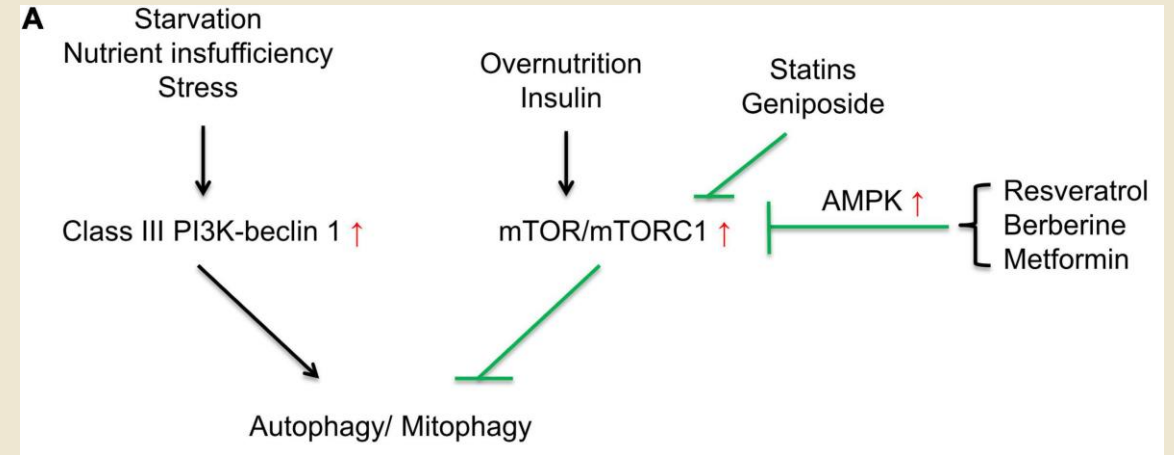 A
Starvation
Nutrient insfufficiency
Stress
Overnutrition
Insulin
Statins
Geniposide
Class III PI3K-beclin 1 ↑
mTOR/mTORC1 ↑
AMPK ↑
Resveratrol
Berberine
Metformin
Autophagy/ Mitophagy